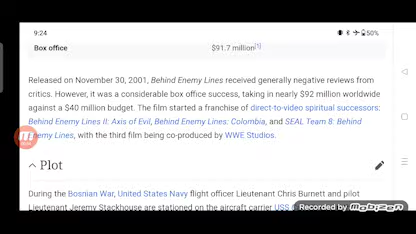 9:24
50%
Box office $91.7 million[1]
Released on November 30, 2001, Behind Enemy Lines received generally negative reviews from
critics. However, it was a considerable box office success, taking in nearly $92 million worldwide
against a $40 million budget. The film started a franchise of direct-to-video spiritual successors:
Behind Enemy Lines II: Axis of Evil, Behind Enemy Lines: Colombia, and SEAL Team 8: Behind
Enemy Lines, with the third film being co-produced by WWE Studios.
Plot
During the Bosnian War, United States Navy flight officer Lieutenant Chris Burnett and pilot
Lieutenant Jeremy Stackhouse are stationed on the aircraft carrier USS
Recorded by Mobizen